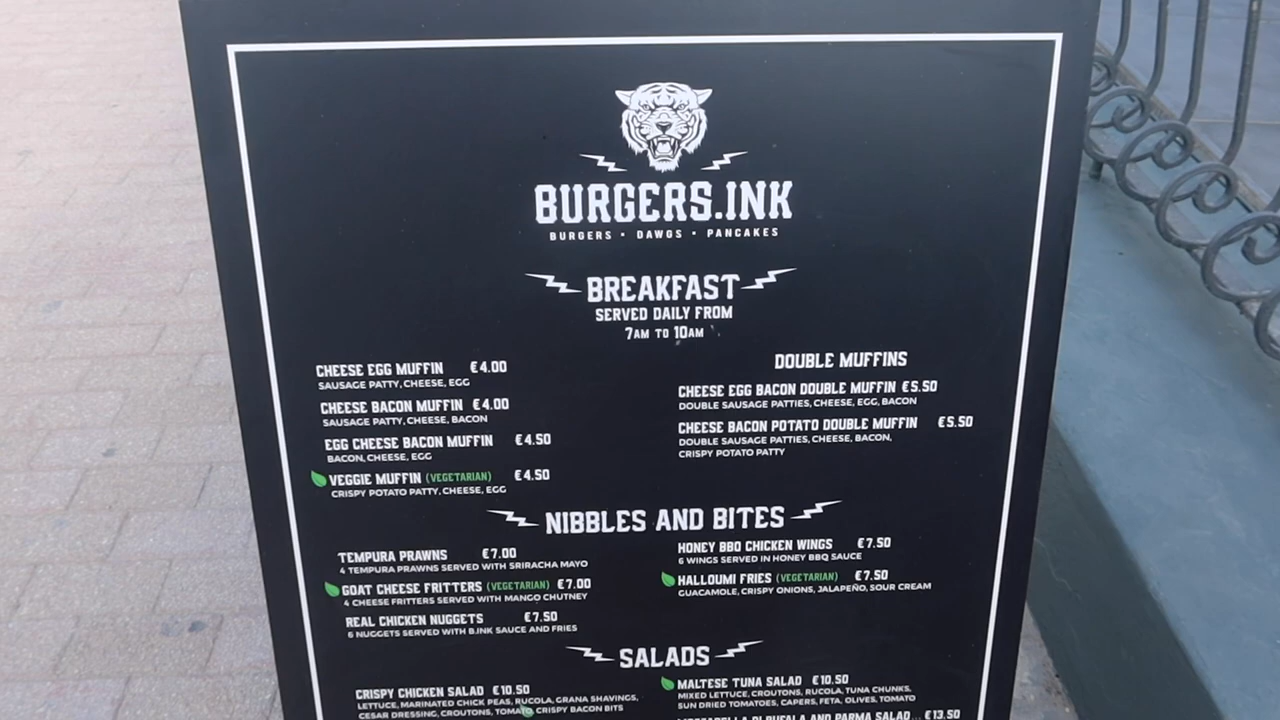 BURGERS.INK
BURGERS • DAWGS • PANCAKES
BREAKFAST
SERVED DAILY FROM
7AM TO 10AM
CHEESE EGG MUFFIN €4.00
SAUSAGE PATTY, CHEESE, EGG
CHEESE BACON MUFFIN €4.00
SAUSAGE PATTY, CHEESE, BACON
EGG CHEESE BACON MUFFIN €4.50
BACON, CHEESE, EGG
VEGGIE MUFFIN (VEGETARIAN) €4.50
CRISPY POTATO PATTY, CHEESE, EGG
DOUBLE MUFFINS
CHEESE EGG BACON DOUBLE MUFFIN €5.50
DOUBLE SAUSAGE PATTIES, CHEESE, EGG, BACON
CHEESE BACON POTATO DOUBLE MUFFIN €5.50
DOUBLE SAUSAGE PATTIES, CHEESE, BACON,
CRISPY POTATO PATTY
NIBBLES AND BITES
TEMPURA PRAWNS €7.00
4 TEMPURA PRAWNS SERVED WITH SRIRACHA MAYO
GOAT CHEESE FRITTERS (VEGETARIAN) €7.00
4 CHEESE FRITTERS SERVED WITH MANGO CHUTNEY
REAL CHICKEN NUGGETS €7.50
6 NUGGETS SERVED WITH B.INK SAUCE AND FRIES
HONEY BBQ CHICKEN WINGS €7.50
6 WINGS SERVED IN HONEY BBQ SAUCE
HALLOUMI FRIES (VEGETARIAN) €7.50
GUACAMOLE, CRISPY ONIONS, JALAPEÑO, SOUR CREAM
SALADS
CRISPY CHICKEN SALAD €10.50
LETTUCE, MARINATED CHICK PEAS, RUCOLA, GRANA SHAVINGS,
CESAR DRESSING, CROUTONS, TOMATO, CRISPY BACON BITS
MALTESE TUNA SALAD €10.50
MIXED LETTUCE, CROUTONS, RUCOLA, TUNA CHUNKS,
SUN DRIED TOMATOES, CAPERS, FETA, OLIVES, TOMATO
AND PARMA SALAD €13.50